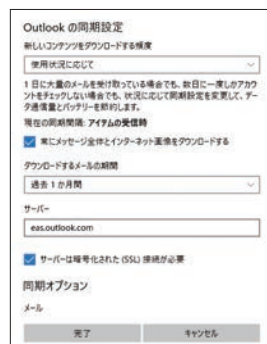 Outlook の同期設定
新しいコンテンツをダウンロードする頻度
使用状況に応じて
1 日に大量のメールを受け取っている場合でも、数日に一度しかアカウ
ントをチェックしない場合でも、状況に応じて同期設定を変更して、デー
タ通信量とバッテリーを節約します。
現在の同期間隔: アイテムの受信時
常にメッセージ全体とインターネット画像をダウンロードする
ダウンロードするメールの期間
過去 1 か月間
サーバー
eas.outlook.com
サーバーは暗号化された (SSL) 接続が必要
同期オプション
メール
完了
キャンセル